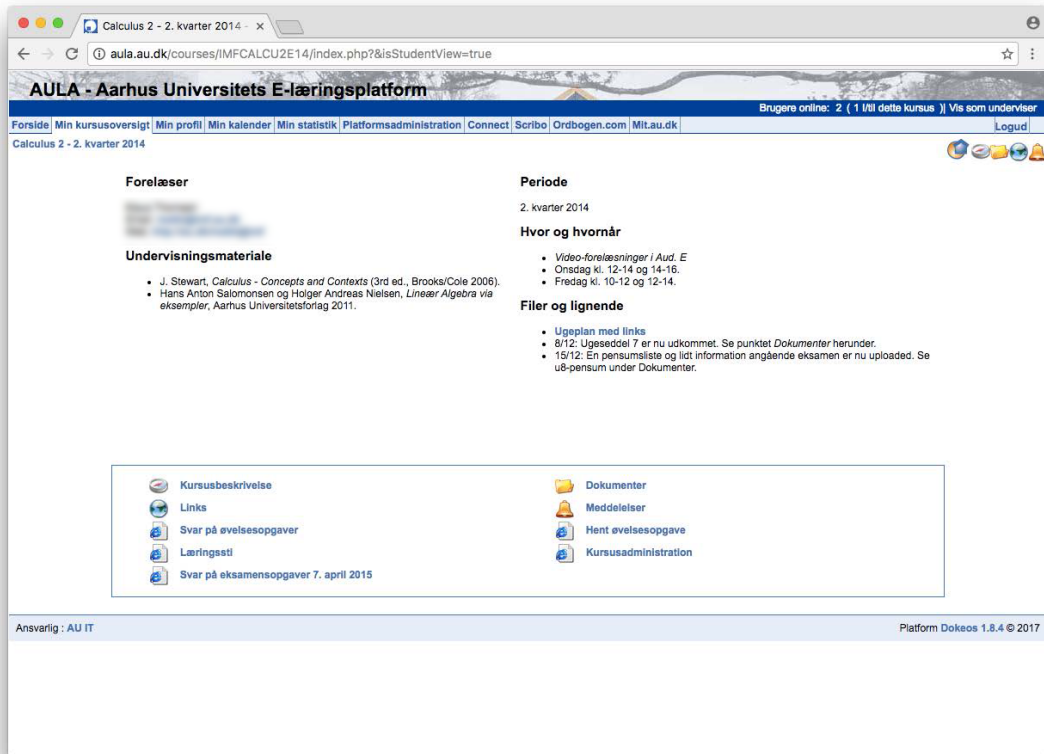 Calculus 2 - 2. kvarter 2014 -
aula.au.dk/courses/IMFCALCU2E14/index.php?&isStudentView=true
AULA - Aarhus Universitets E-læringsplatform
Brugere online: 2 ( 1 i/til dette kursus )| Vis som underviser
Forside Min kursusoversigt Min profil Min kalender Min statistik Platformsadministration Connect Scribo Ordbogen.com Mit.au.dk Logud
Calculus 2 - 2. kvarter 2014
Forelæser
Undervisningsmateriale
J. Stewart, Calculus - Concepts and Contexts (3rd ed., Brooks/Cole 2006).
Hans Anton Salomonsen og Holger Andreas Nielsen, Lineær Algebra via
eksempler, Aarhus Universitetsforlag 2011.
Periode
2. kvarter 2014
Hvor og hvornår
Video-forelæsninger i Aud. E
Onsdag kl. 12-14 og 14-16.
Fredag kl. 10-12 og 12-14.
Filer og lignende
Ugeplan med links
8/12: Ugeseddel 7 er nu udkommet. Se punktet Dokumenter herunder.
15/12: En pensumsliste og lidt information angående eksamen er nu uploaded. Se
u8-pensum under Dokumenter.
Kursusbeskrivelse
Links
Svar på øvelsesopgaver
Læringssti
Svar på eksamensopgaver 7. april 2015
Dokumenter
Meddelelser
Hent øvelsesopgave
Kursusadministration
Ansvarlig : AU IT
Platform Dokeos 1.8.4 © 2017